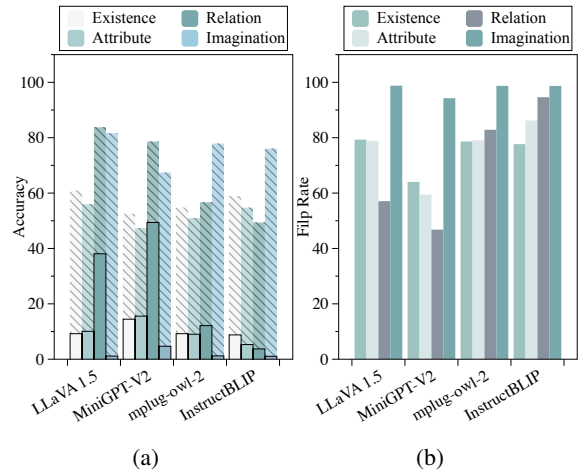 Existence Relation
Attribute Imagination
Accuracy
100
80
60
40
20
0
LLaVA 1.5
MiniGPT-V2
mplug-owl-2
InstructBLIP
(a)
Existence Relation
Attribute Imagination
Filp Rate
100
80
60
40
20
0
LLaVA 1.5
MiniGPT-V2
mplug-owl-2
InstructBLIP
(b)